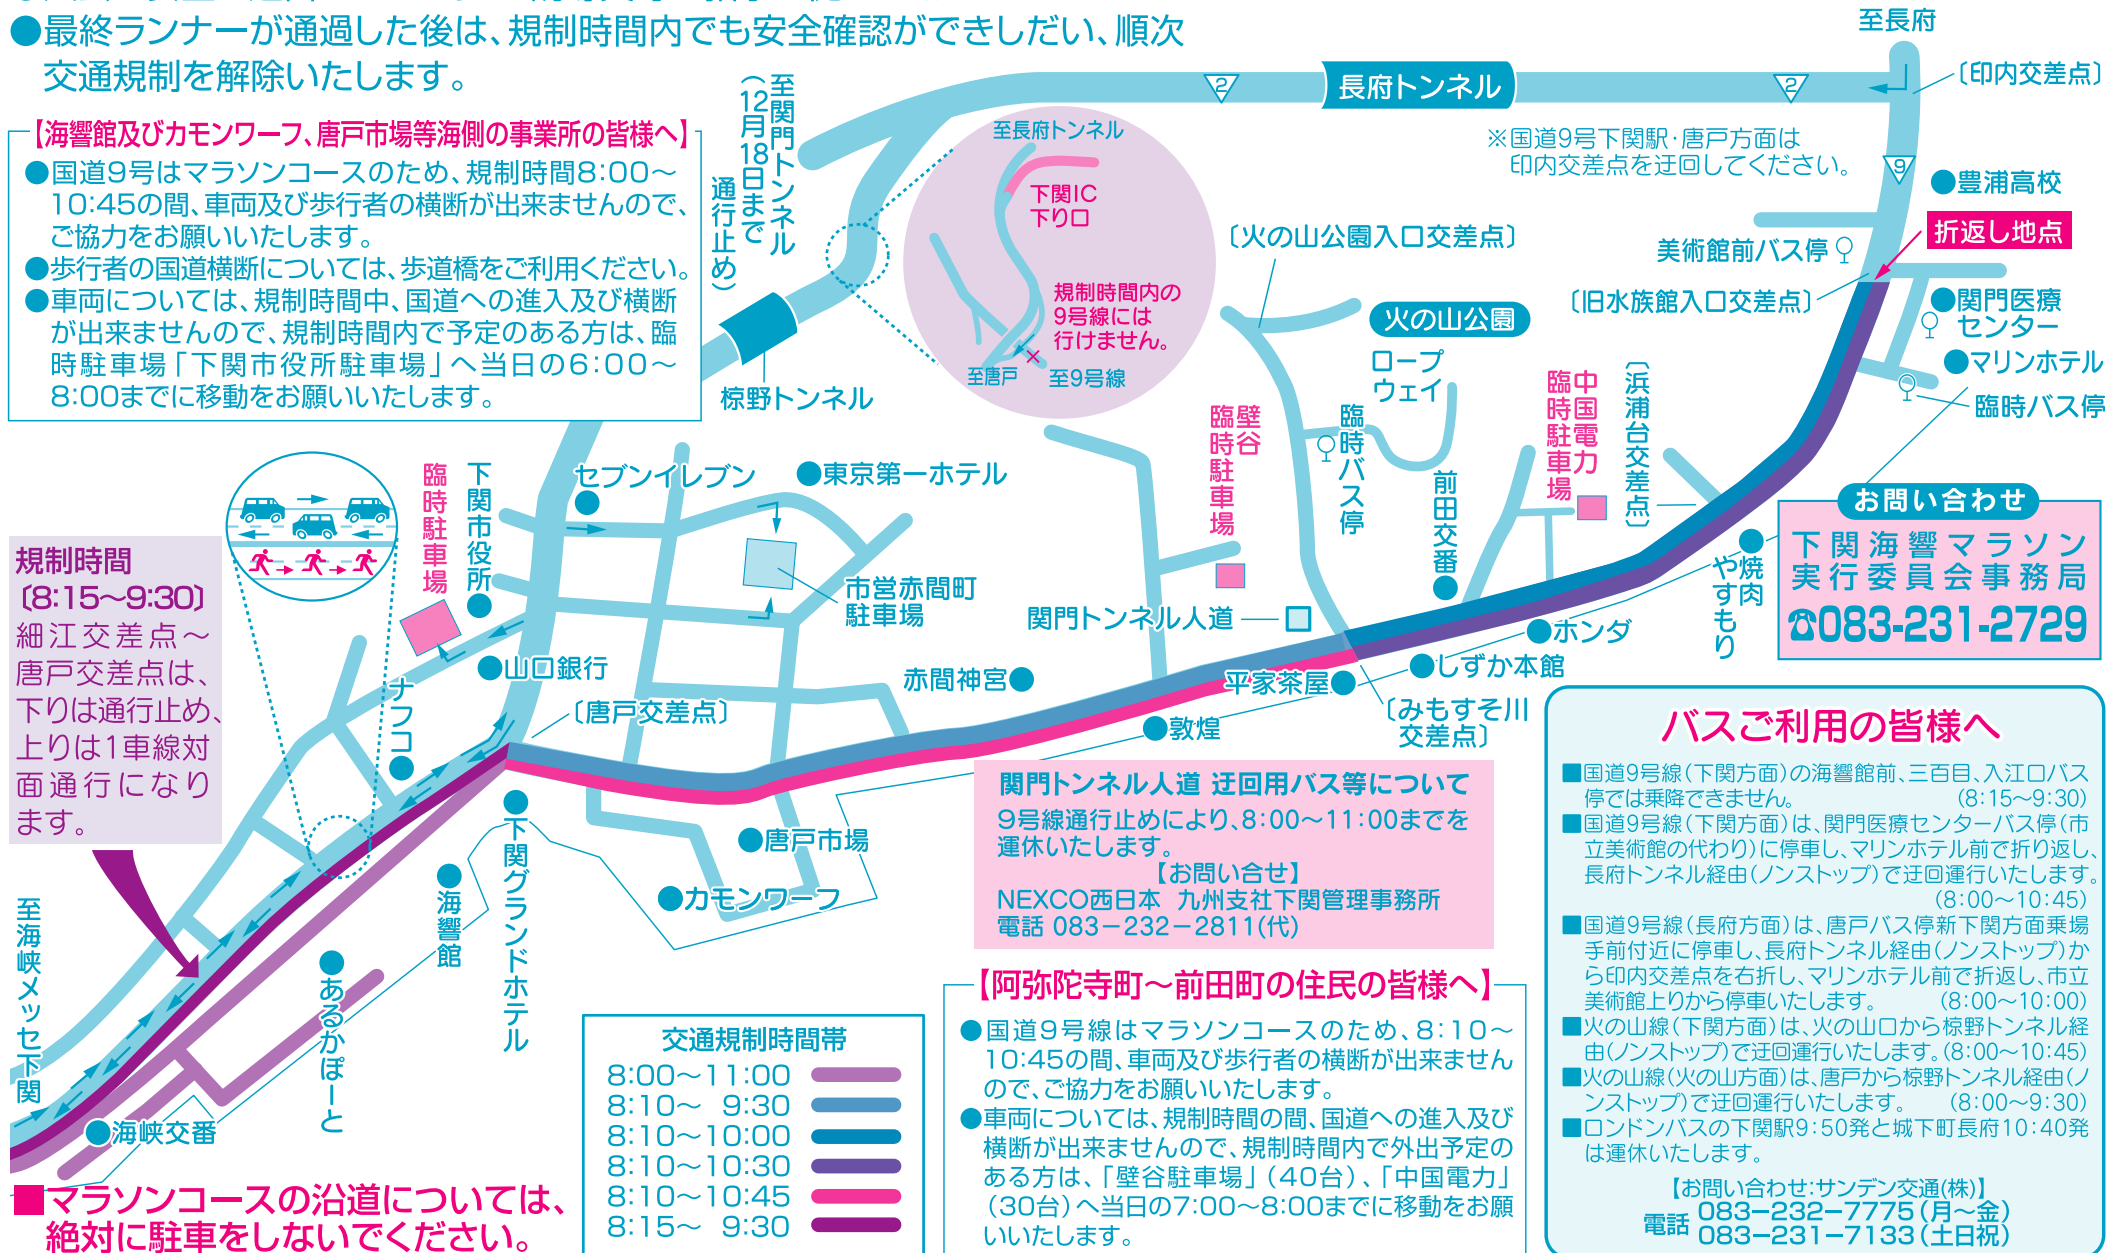 ●最終ランナーが通過した後は、規制時間内でも安全確認ができしだい、順次
交通規制を解除いたします。
【海響館及びカモンワーフ、唐戸市場等海側の事業所の皆様へ】
●国道9号はマラソンコースのため、規制時間8:00〜
10:45の間、車両及び歩行者の横断が出来ませんので、
ご協力をお願いいたします。
●歩行者の国道横断については、歩道橋をご利用ください。
●車両については、規制時間中、国道への進入及び横断
が出来ませんので、規制時間内で予定のある方は、臨
時駐車場「下関市役所駐車場」へ当日の6:00〜
8:00までに移動をお願いいたします。
至関門トンネル
(12月18日まで
通行止め)
椋野トンネル
2
長府トンネル
2
至長府
〔印内交差点〕
※国道9号下関駅・唐戸方面は
印内交差点を迂回してください。
9
●豊浦高校
折返し地点
美術館前バス停
〔旧水族館入口交差点〕
●関門医療
センター
●マリンホテル
臨時バス停
至長府トンネル
下関IC
下り口
規制時間内の
9号線には
行けません。
至唐戸
至9号線
〔火の山公園入口交差点〕
火の山公園
ロープ
ウェイ
臨時バス停
壁谷
臨時駐車場
前田交番
中国電力
臨時駐車場
〔浜浦台交差点〕
お問い合わせ
下関海響マラソン
実行委員会事務局
☎083-231-2729
●焼肉
やすもり
●ホンダ
●しずか本館
〔みもすそ川
交差点〕
平家茶屋●
●敦煌
関門トンネル人道
赤間神宮●
セブンイレブン
●東京第一ホテル
市営赤間町
駐車場
下関市役所
臨時駐車場
●山口銀行
〔唐戸交差点〕
ナフコ
規制時間
〔8:15〜9:30〕
細江交差点〜
唐戸交差点は、
下りは通行止め、
上りは1車線対
面通行になり
ます。
●下関グランドホテル
●唐戸市場
●カモンワーフ
●海響館
●あるかぽーと
至海峡メッセ下関
●海峡交番
■マラソンコースの沿道については、
絶対に駐車をしないでください。
交通規制時間帯
8:00〜11:00
8:10〜 9:30
8:10〜10:00
8:10〜10:30
8:10〜10:45
8:15〜 9:30
関門トンネル人道 迂回用バス等について
9号線通行止めにより、8:00〜11:00までを
運休いたします。
【お問い合せ】
NEXCO西日本 九州支社下関管理事務所
電話 083−232−2811(代)
【阿弥陀寺町〜前田町の住民の皆様へ】
●国道9号線はマラソンコースのため、8:10〜
10:45の間、車両及び歩行者の横断が出来ません
ので、ご協力をお願いいたします。
●車両については、規制時間の間、国道への進入及び
横断が出来ませんので、規制時間内で外出予定の
ある方は、「壁谷駐車場」(40台)、「中国電力」
(30台)へ当日の7:00〜8:00までに移動をお願
いいたします。
バスご利用の皆様へ
■国道9号線(下関方面)の海響館前、三百目、入江口バス
停では乗降できません。 (8:15〜9:30)
■国道9号線(下関方面)は、関門医療センターバス停(市
立美術館の代わり)に停車し、マリンホテル前で折り返し、
長府トンネル経由(ノンストップ)で迂回運行いたします。
(8:00〜10:45)
■国道9号線(長府方面)は、唐戸バス停新下関方面乗場
手前付近に停車し、長府トンネル経由(ノンストップ)か
ら印内交差点を右折し、マリンホテル前で折返し、市立
美術館上りから停車いたします。 (8:00〜10:00)
■火の山線(下関方面)は、火の山口から椋野トンネル経
由(ノンストップ)で迂回運行いたします。(8:00〜10:45)
■火の山線(火の山方面)は、唐戸から椋野トンネル経由(ノ
ンストップ)で迂回運行いたします。 (8:00〜9:30)
■ロンドンバスの下関駅9:50発と城下町長府10:40発
は運休いたします。
【お問い合わせ:サンデン交通(株)】
電話 083−232−7775(月〜金)
083−231−7133(土日祝)